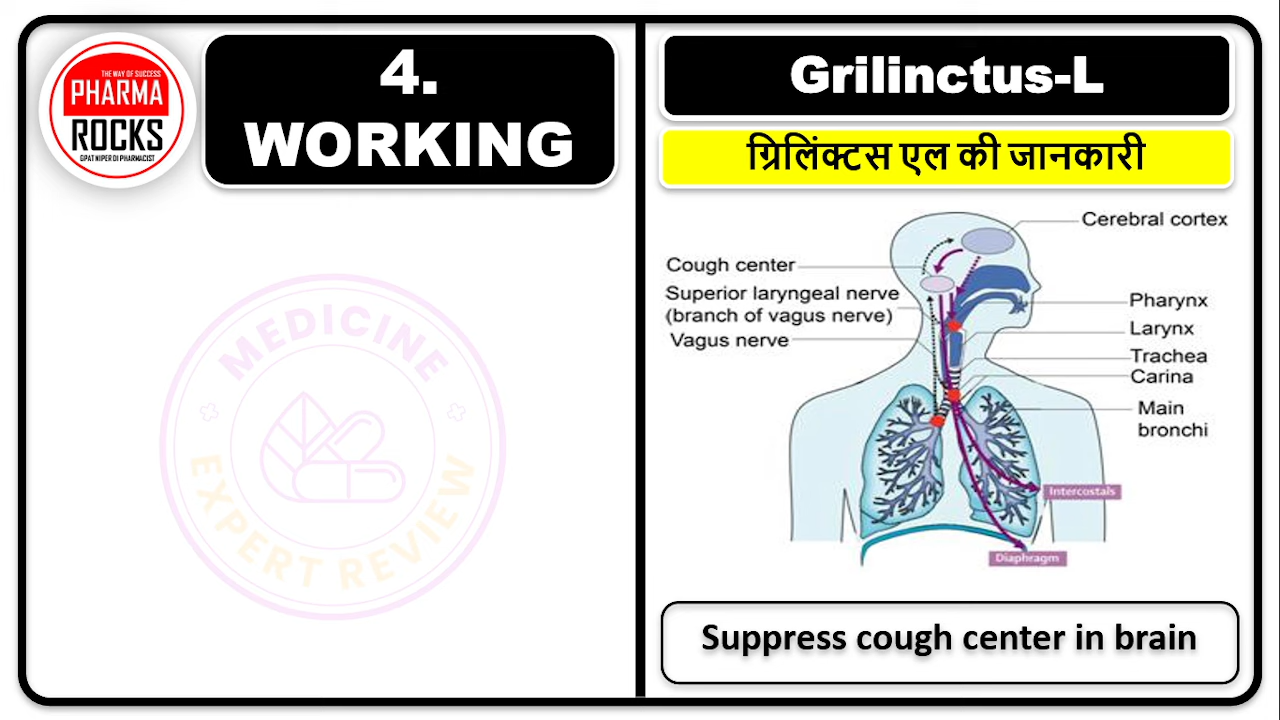 THE WAY OF SUCCESS
PHARMA
ROCKS
GPAT NIPER DI PHARMACIST
4.
WORKING
MEDICINE
EXPERT REVIEW
Grilinctus-L
ग्रिलिंक्टस एल की जानकारी
Cerebral cortex
Cough center
Superior laryngeal nerve
(branch of vagus nerve)
Vagus nerve
Pharynx
Larynx
Trachea
Carina
Main
bronchi
Intercostals
Diaphragm
Suppress cough center in brain